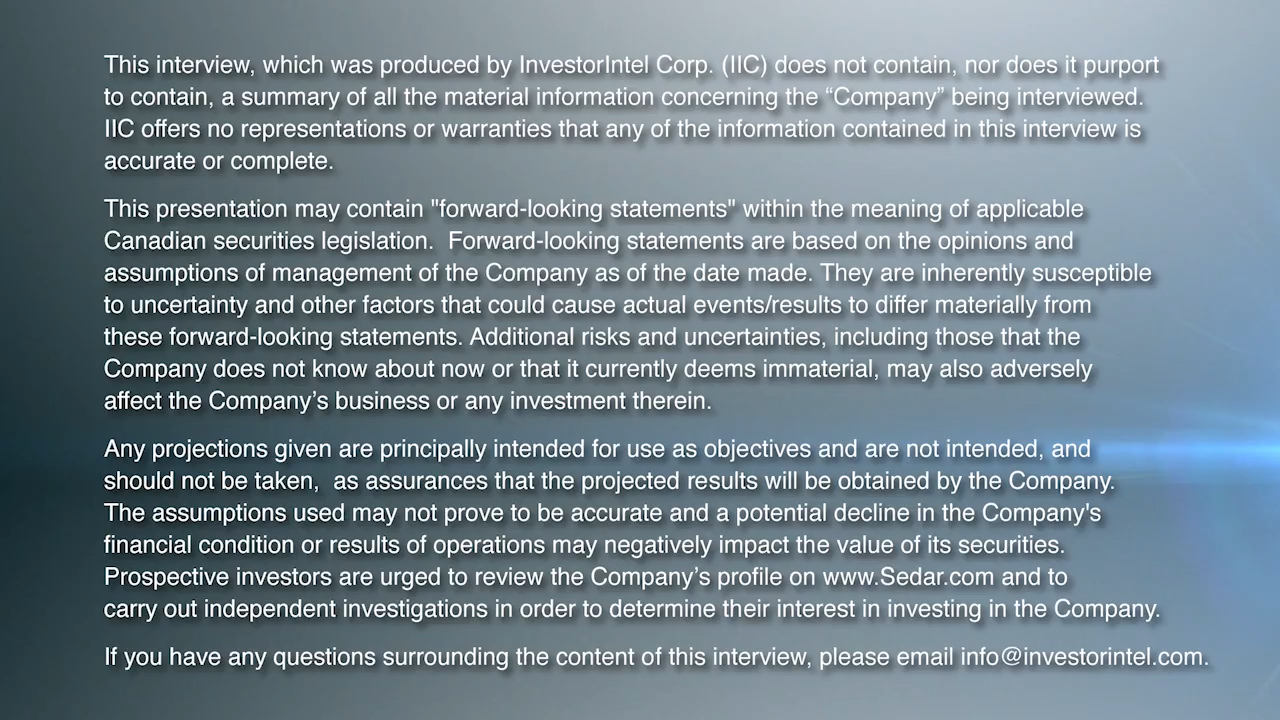 This interview, which was produced by InvestorIntel Corp. (IIC) does not contain, nor does it purport
to contain, a summary of all the material information concerning the “Company” being interviewed.
IIC offers no representations or warranties that any of the information contained in this interview is
accurate or complete.
This presentation may contain "forward-looking statements" within the meaning of applicable
Canadian securities legislation.  Forward-looking statements are based on the opinions and
assumptions of management of the Company as of the date made. They are inherently susceptible
to uncertainty and other factors that could cause actual events/results to differ materially from
these forward-looking statements. Additional risks and uncertainties, including those that the
Company does not know about now or that it currently deems immaterial, may also adversely
affect the Company’s business or any investment therein.
Any projections given are principally intended for use as objectives and are not intended, and
should not be taken,  as assurances that the projected results will be obtained by the Company.
The assumptions used may not prove to be accurate and a potential decline in the Company's
financial condition or results of operations may negatively impact the value of its securities.
Prospective investors are urged to review the Company’s profile on www.Sedar.com and to
carry out independent investigations in order to determine their interest in investing in the Company.
If you have any questions surrounding the content of this interview, please email info@investorintel.com.